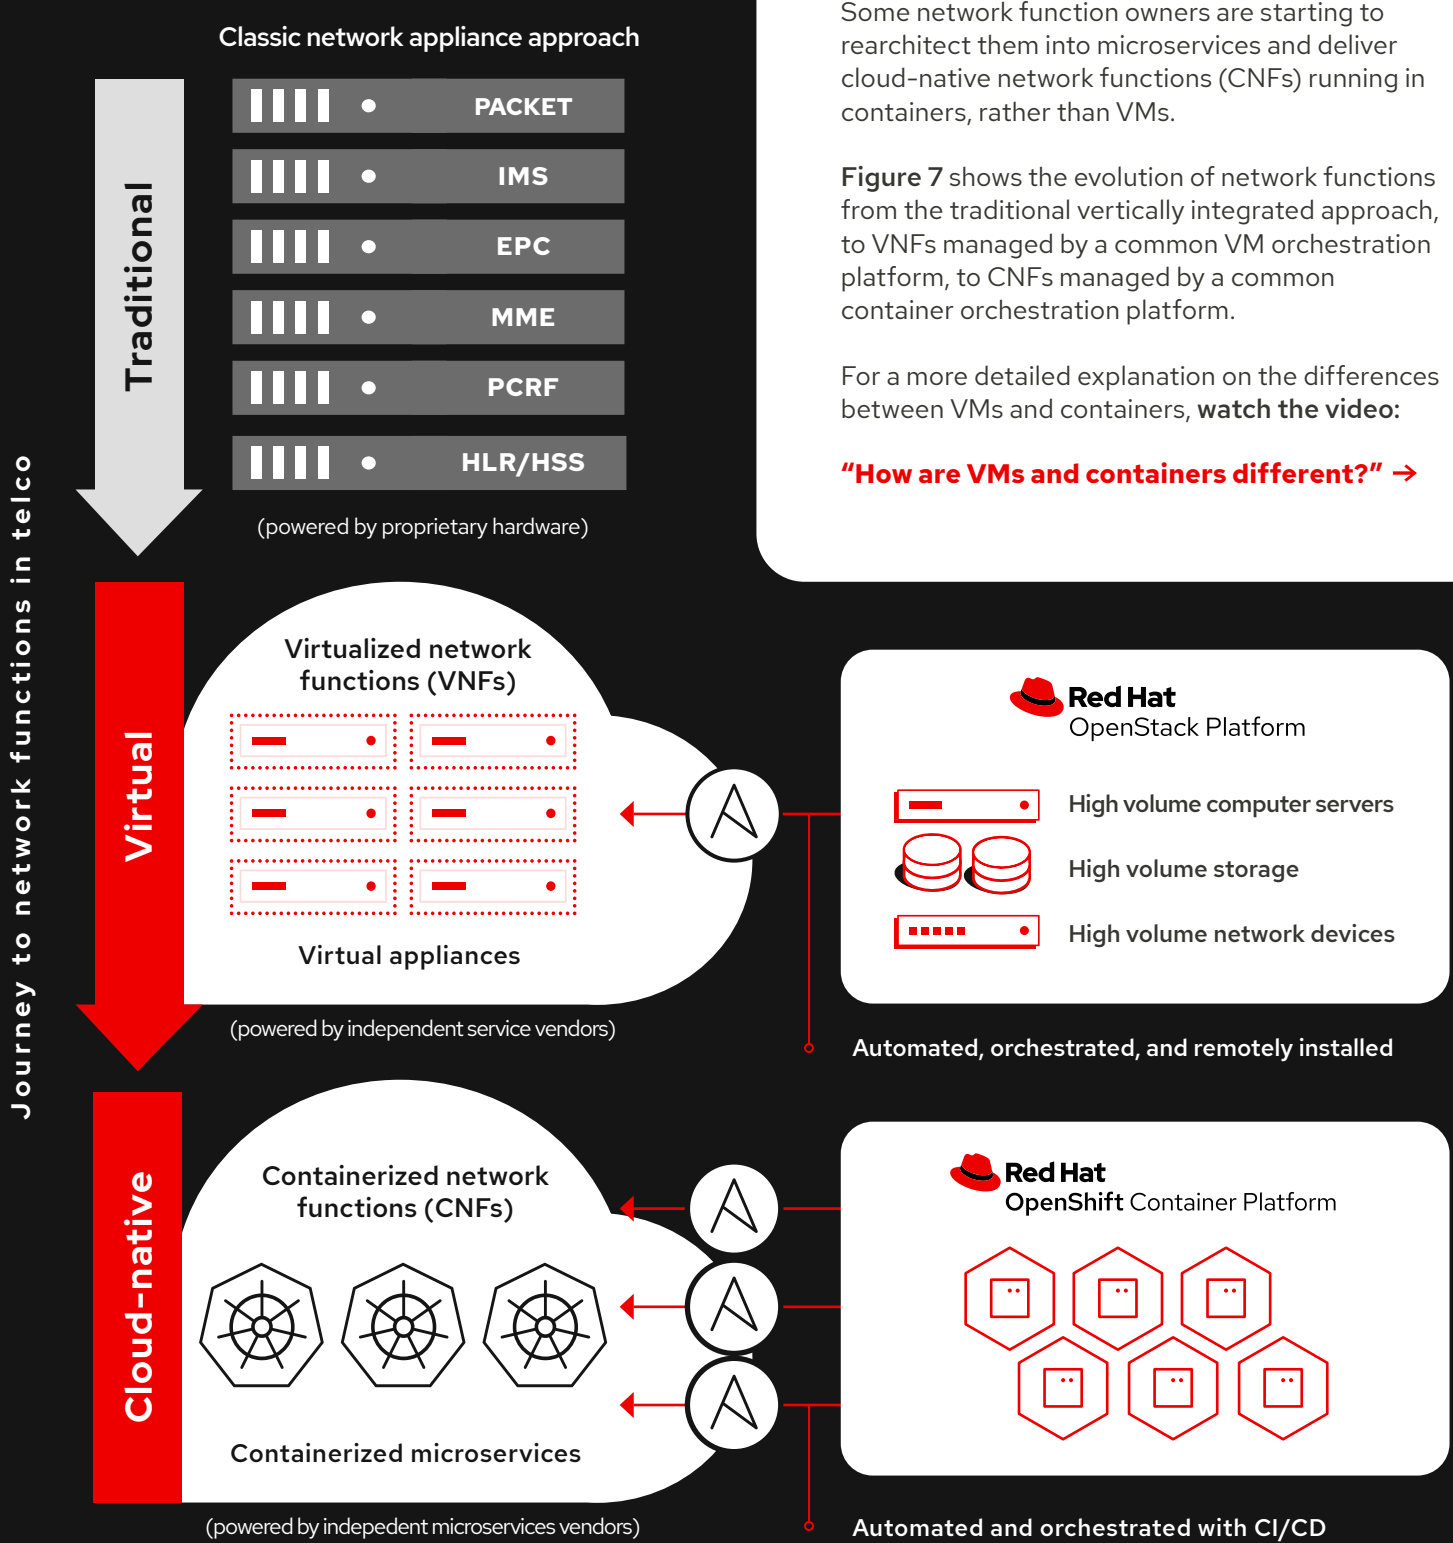 Some network function owners are starting to
rearchitect them into microservices and deliver
cloud-native network functions (CNFs) running in
containers, rather than VMs.
Figure 7 shows the evolution of network functions
from the traditional vertically integrated approach,
to VNFs managed by a common VM orchestration
platform, to CNFs managed by a common
container orchestration platform.
For a more detailed explanation on the differences
between VMs and containers, watch the video:
“How are VMs and containers different?” →
Journey to network functions in telco
Traditional
Classic network appliance approach
PACKET
IMS
EPC
MME
PCRF
HLR/HSS
(powered by proprietary hardware)
Virtual
Virtualized network
functions (VNFs)
Virtual appliances
(powered by independent service vendors)
Red Hat
OpenStack Platform
High volume computer servers
High volume storage
High volume network devices
Automated, orchestrated, and remotely installed
Cloud-native
Containerized network
functions (CNFs)
Containerized microservices
(powered by indepedent microservices vendors)
Red Hat
OpenShift Container Platform
Automated and orchestrated with CI/CD